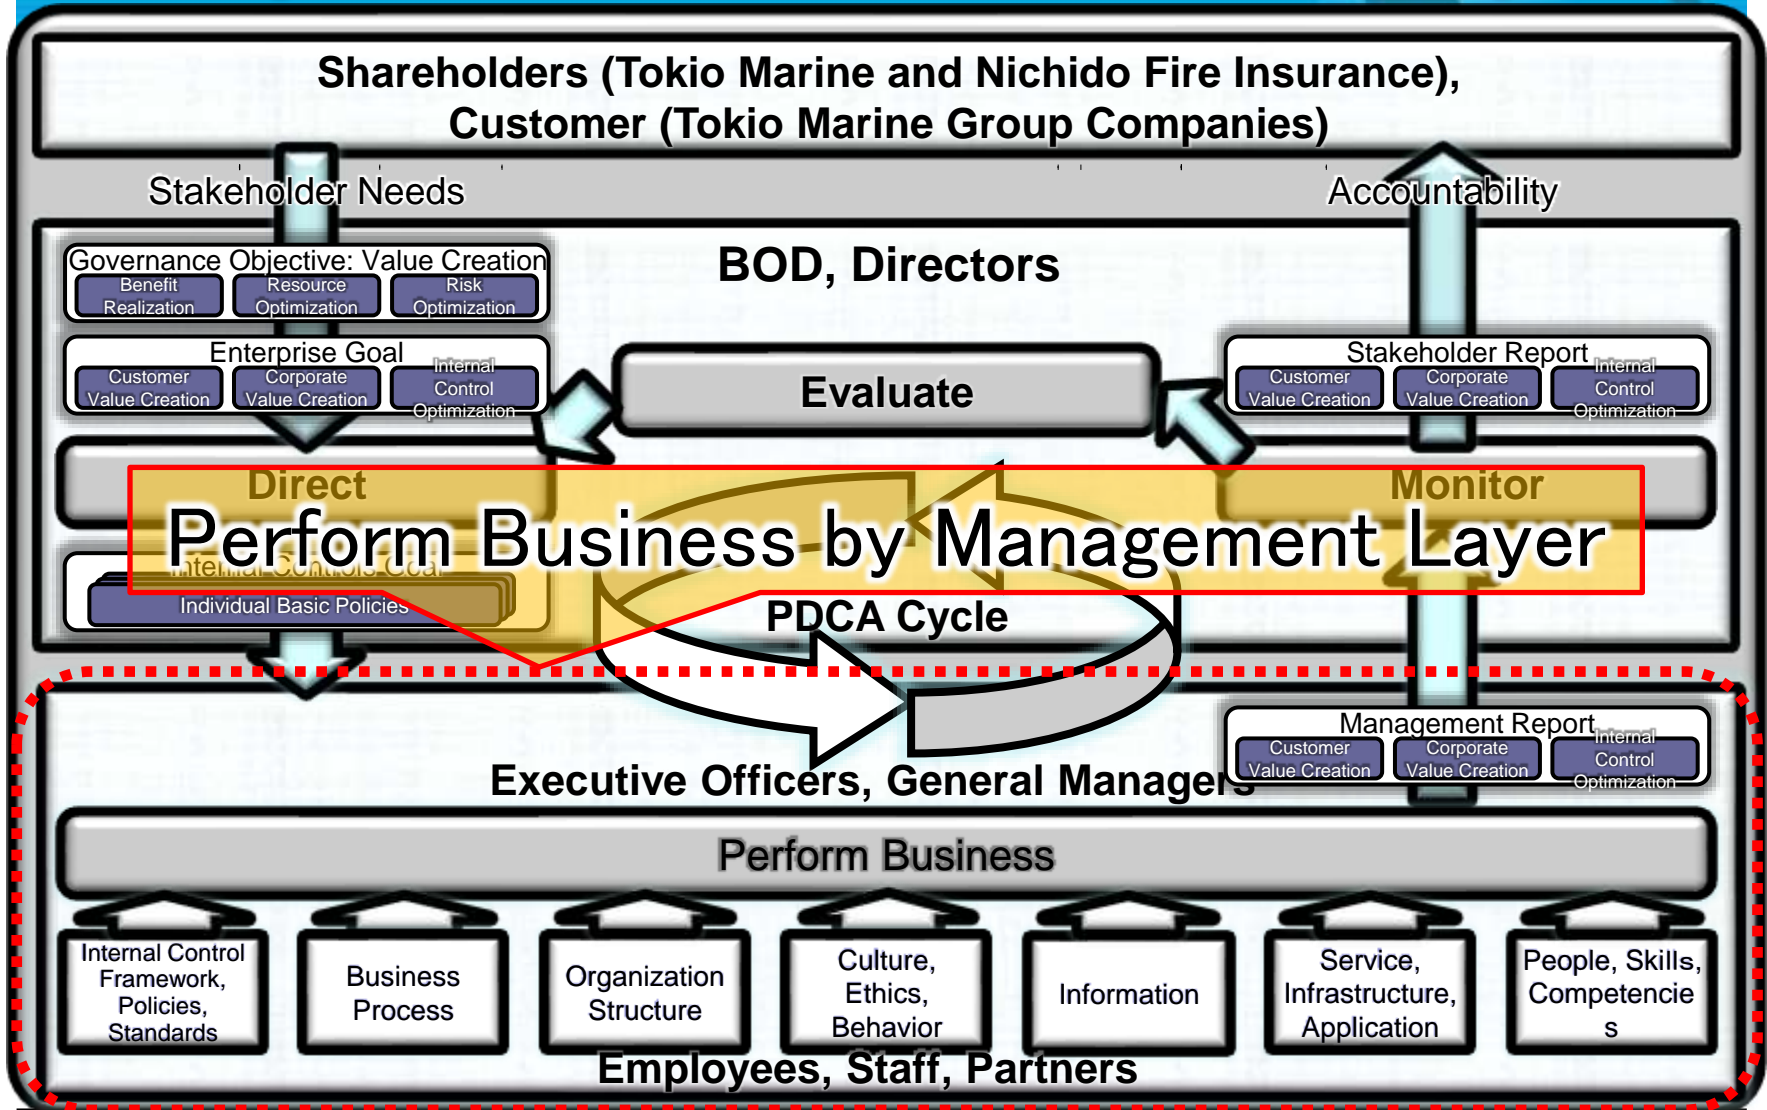 Shareholders (Tokio Marine and Nichido Fire Insurance),
Customer (Tokio Marine Group Companies)
Stakeholder Needs
Accountability
BOD, Directors
Governance Objective: Value Creation
Benefit
Realization
Resource
Optimization
Risk
Optimization
Enterprise Goal
Customer
Value Creation
Corporate
Value Creation
Internal
Control
Optimization
Evaluate
Stakeholder Report
Customer
Value Creation
Corporate
Value Creation
Internal
Control
Optimization
Direct
Monitor
Perform Business by Management Layer
Internal Controls Goal
Individual Basic Policies
PDCA Cycle
Management Report
Customer
Value Creation
Corporate
Value Creation
Internal
Control
Optimization
Executive Officers, General Managers
Perform Business
Internal Control
Framework,
Policies,
Standards
Business
Process
Organization
Structure
Culture,
Ethics,
Behavior
Information
Service,
Infrastructure,
Application
People, Skills,
Competencie
s
Employees, Staff, Partners